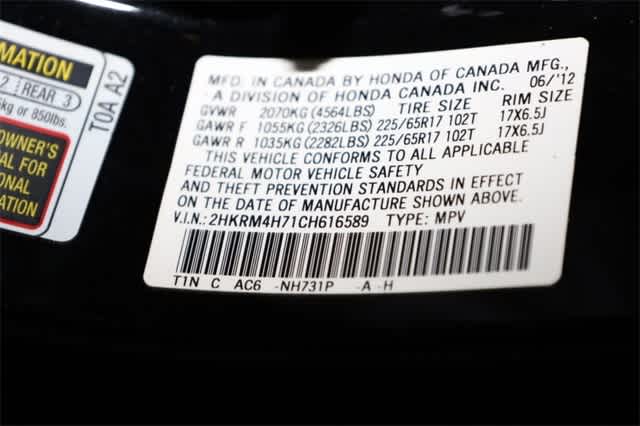 MATION
2 REAR 3
kg or 850lbs.
OWNER'S
AL FOR
ONAL
ATION
TOA A2
MFD. IN CANADA BY HONDA OF CANADA MFG.,
A DIVISION OF HONDA CANADA INC. 06/'12
GVWR 2070KG (4564LBS) TIRE SIZE RIM SIZE
GAWR F 1055KG (2326LBS) 225/65R17 102T 17X6.5J
GAWR R 1035KG (2282LBS) 225/65R17 102T 17X6.5J
THIS VEHICLE CONFORMS TO ALL APPLICABLE
FEDERAL MOTOR VEHICLE SAFETY
AND THEFT PREVENTION STANDARDS IN EFFECT
ON THE DATE OF MANUFACTURE SHOWN ABOVE.
V.I.N.: 2HKRM4H71CH616589 TYPE: MPV
T1N C AC6 -NH731P -A -H